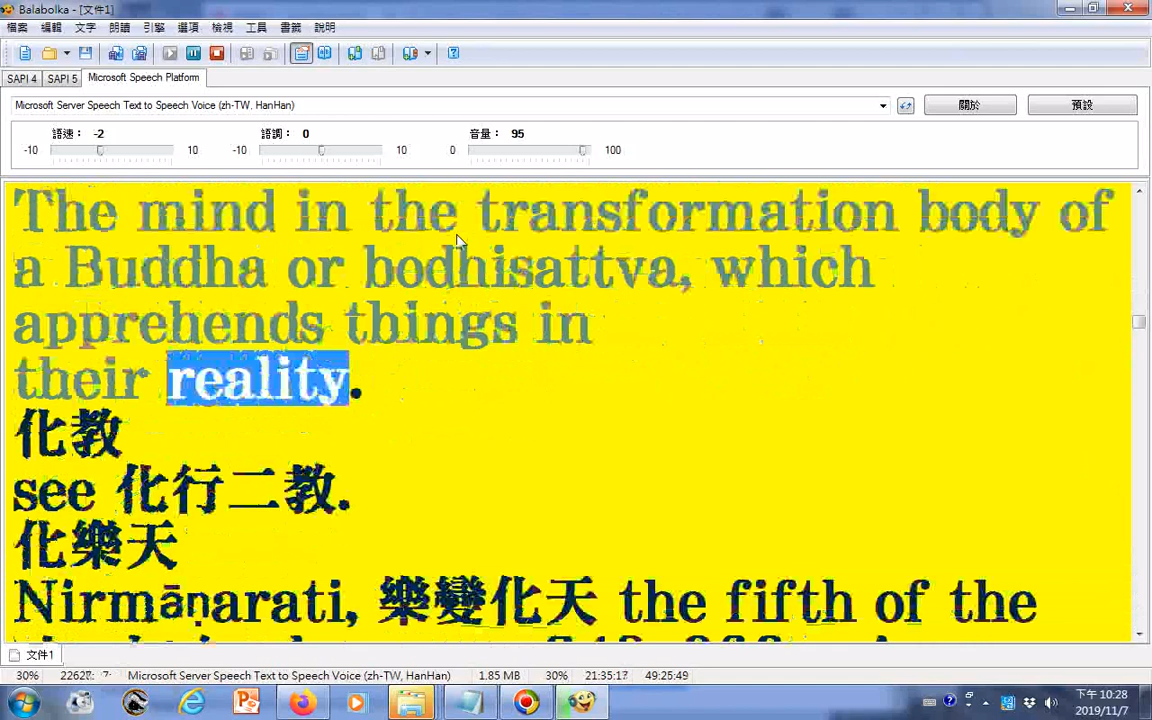 Balabolka - [文件1]
檔案 編輯 文字 朗讀 引擎 選項 檢視 工具 書籤 說明
SAPI 4 SAPI 5 Microsoft Speech Platform
Microsoft Server Speech Text to Speech Voice (zh-TW, HanHan) 關於 預設
語速: -2 語調: 0 音量: 95
-10 10 -10 10 0 100
The mind in the transformation body of
a Buddha or bodhisattva, which
apprehends things in
their reality.
化教
see 化行二教.
化樂天
Nirmāṇarati, 樂變化天 the fifth of the
文件1
30% Microsoft Server Speech Text to Speech Voice (zh-TW, HanHan) 1.85 MB 30% 21:35:17 49:25:49
下午 10:28
2019/11/7